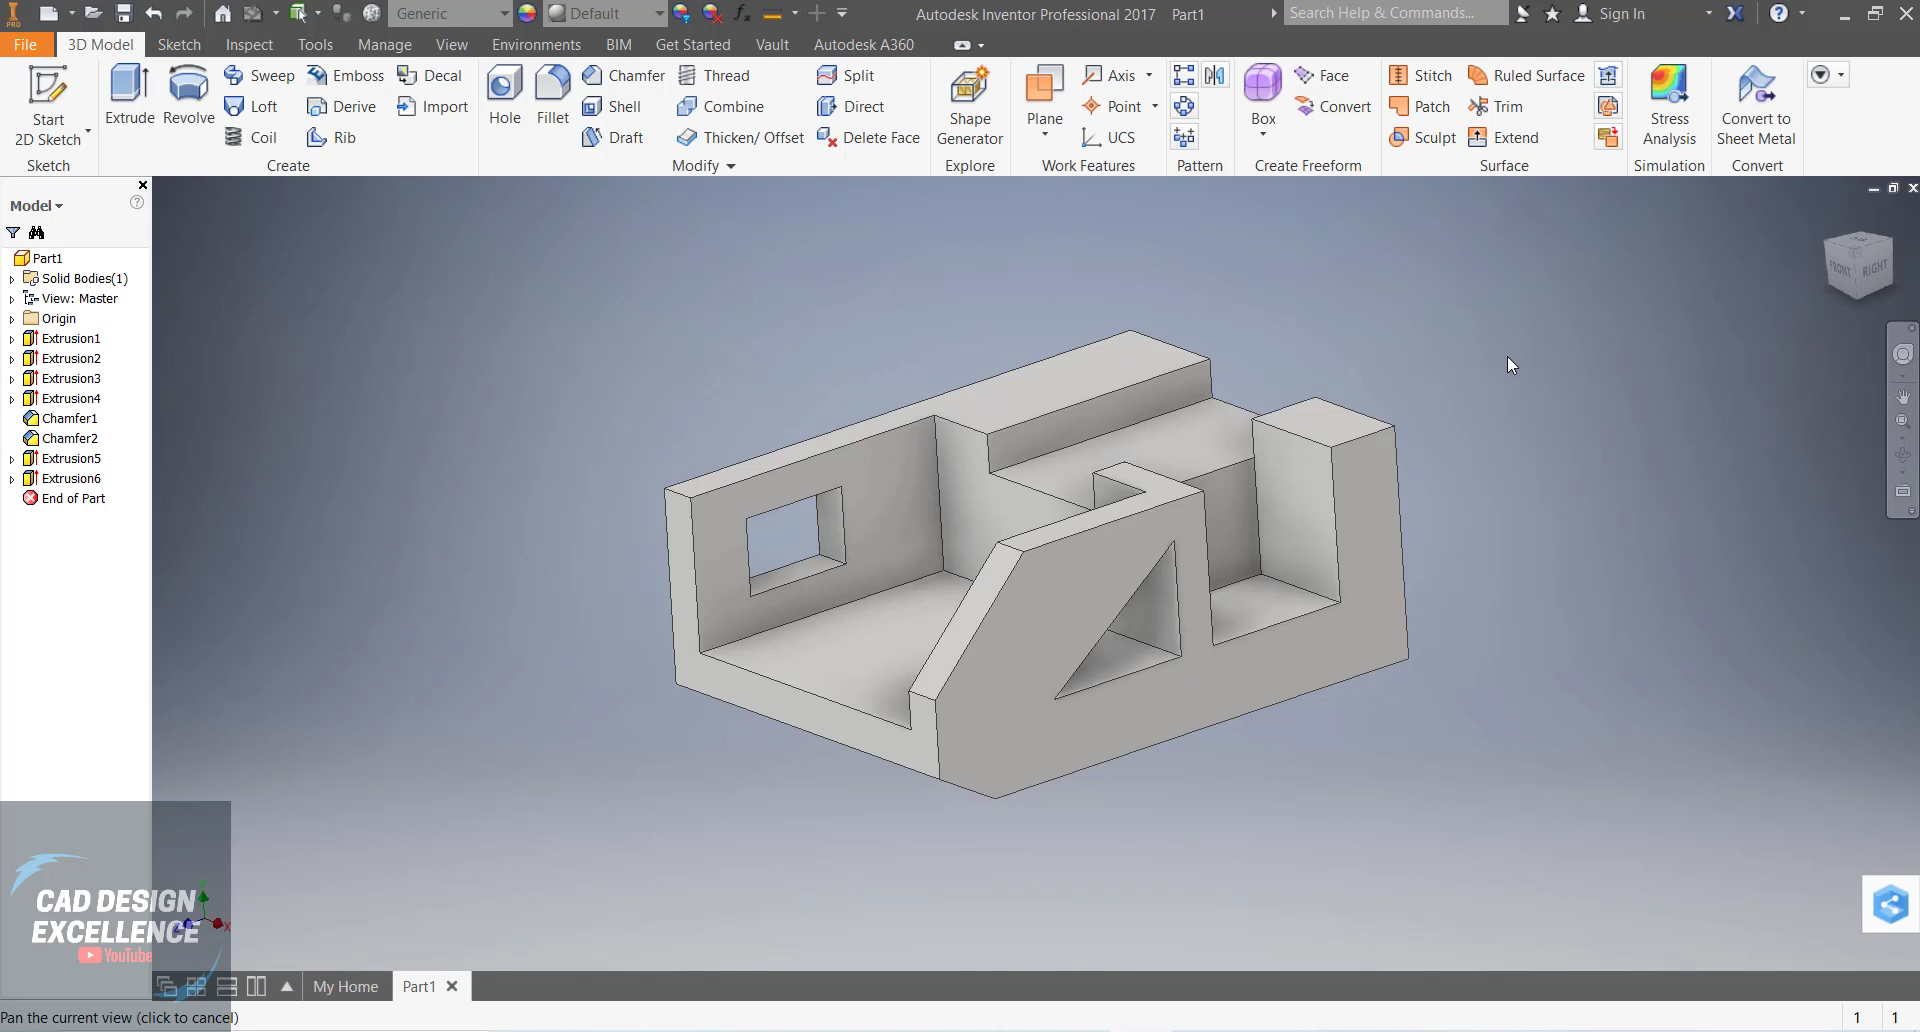 PRO
Generic
Default
Autodesk Inventor Professional 2017 Part1
Search Help & Commands...
Sign In
File
3D Model
Sketch
Inspect
Tools
Manage
View
Environments
BIM
Get Started
Vault
Autodesk A360
Start
2D Sketch
Sketch
Extrude
Revolve
Sweep
Loft
Coil
Emboss
Derive
Rib
Decal
Import
Create
Hole
Fillet
Chamfer
Shell
Draft
Thread
Combine
Thicken/ Offset
Split
Direct
Delete Face
Modify
Shape
Generator
Explore
Plane
Axis
Point
UCS
Work Features
Pattern
Box
Face
Convert
Create Freeform
Stitch
Patch
Sculpt
Ruled Surface
Trim
Extend
Surface
Stress
Analysis
Simulation
Convert to
Sheet Metal
Convert
Model
Part1
Solid Bodies(1)
View: Master
Origin
Extrusion1
Extrusion2
Extrusion3
Extrusion4
Chamfer1
Chamfer2
Extrusion5
Extrusion6
End of Part
FRONT
RIGHT
CAD DESIGN
EXCELLENCE
YouTube
X
My Home
Part1
Pan the current view (click to cancel)
1 1